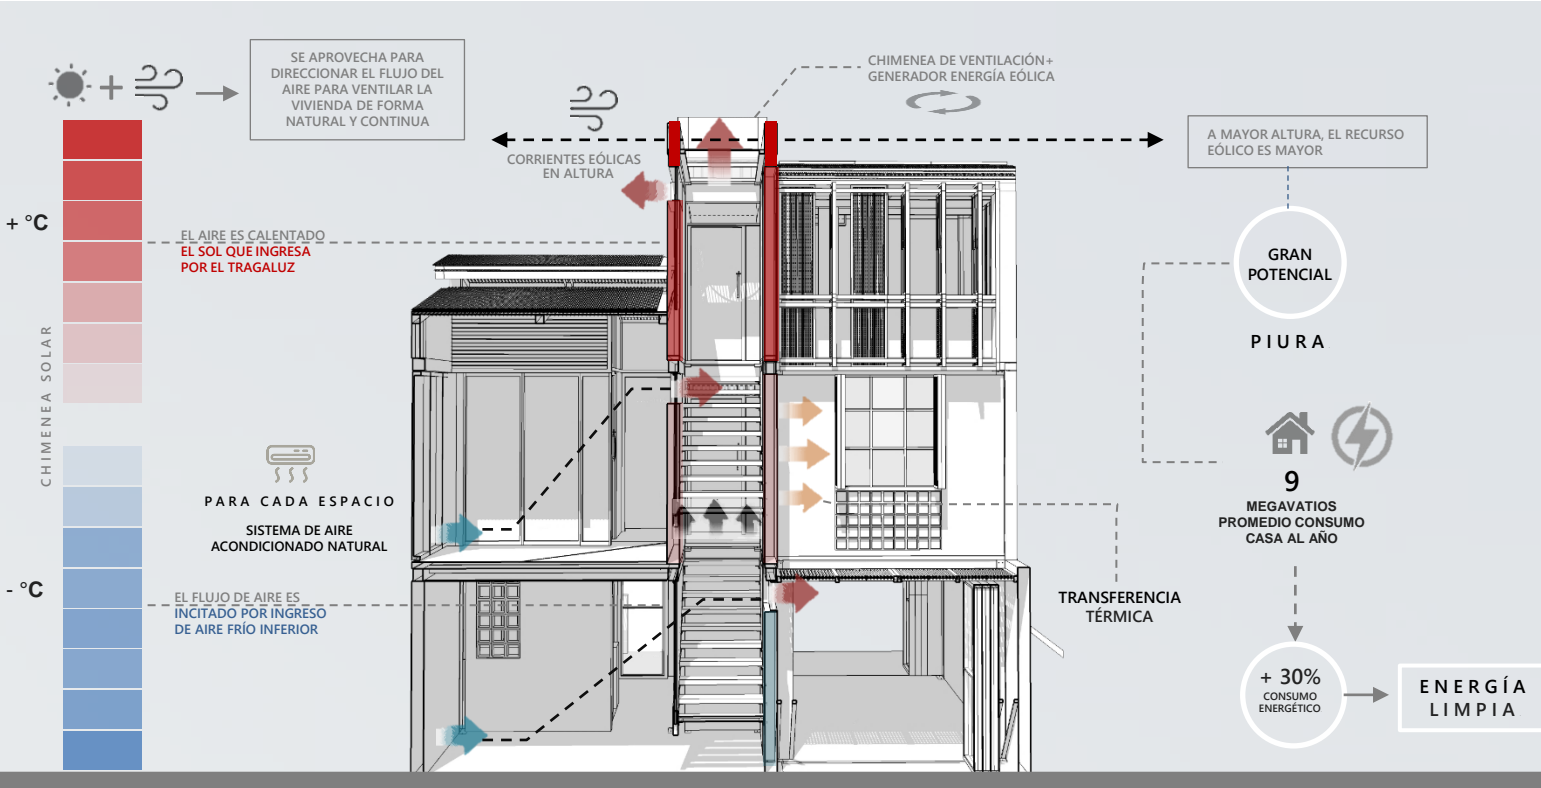 SE APROVECHA PARA
DIRECCIONAR EL FLUJO DEL
AIRE PARA VENTILAR LA
VIVIENDA DE FORMA
NATURAL Y CONTINUA
CHIMENEA DE VENTILACIÓN+
GENERADOR ENERGÍA EÓLICA
CORRIENTES EÓLICAS
EN ALTURA
A MAYOR ALTURA, EL RECURSO
EÓLICO ES MAYOR
+ °C
EL AIRE ES CALENTADO
EL SOL QUE INGRESA
POR EL TRAGALUZ
GRAN
POTENCIAL
PIURA
CHIMENEA SOLAR
PARA CADA ESPACIO
SISTEMA DE AIRE
ACONDICIONADO NATURAL
9
MEGAVATIOS
PROMEDIO CONSUMO
CASA AL AÑO
- °C
EL FLUJO DE AIRE ES
INCITADO POR INGRESO
DE AIRE FRÍO INFERIOR
TRANSFERENCIA
TÉRMICA
+ 30%
CONSUMO
ENERGÉTICO
ENERGÍA
LIMPIA